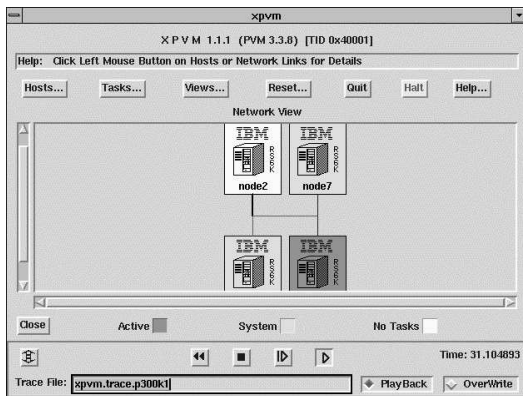 xpvm
X P V M 1.1.1 (PVM 3.3.8) [TID 0x40001]
Help: Click Left Mouse Button on Hosts or Network Links for Details
Hosts... Tasks... Views... Reset... Quit Halt Help...
Network View
IBM IBM
node2 node7
IBM IBM
Close Active System No Tasks
Time: 31.104893
Trace File: xpvm.trace.p300k1 PlayBack OverWrite